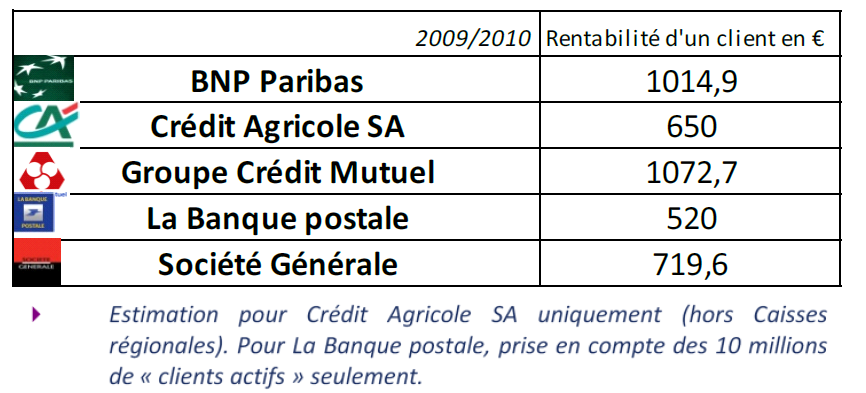 2009/2010 Rentabilité d'un client en €
BNP PARIBAS BNP Paribas 1014,9
CA Crédit Agricole SA 650
Groupe Crédit Mutuel 1072,7
tuel
LA BANQUE POSTALE La Banque postale 520
SOCIETE GENERALE Société Générale 719,6
Estimation pour Crédit Agricole SA uniquement (hors Caisses
régionales). Pour La Banque postale, prise en compte des 10 millions
de « clients actifs » seulement.